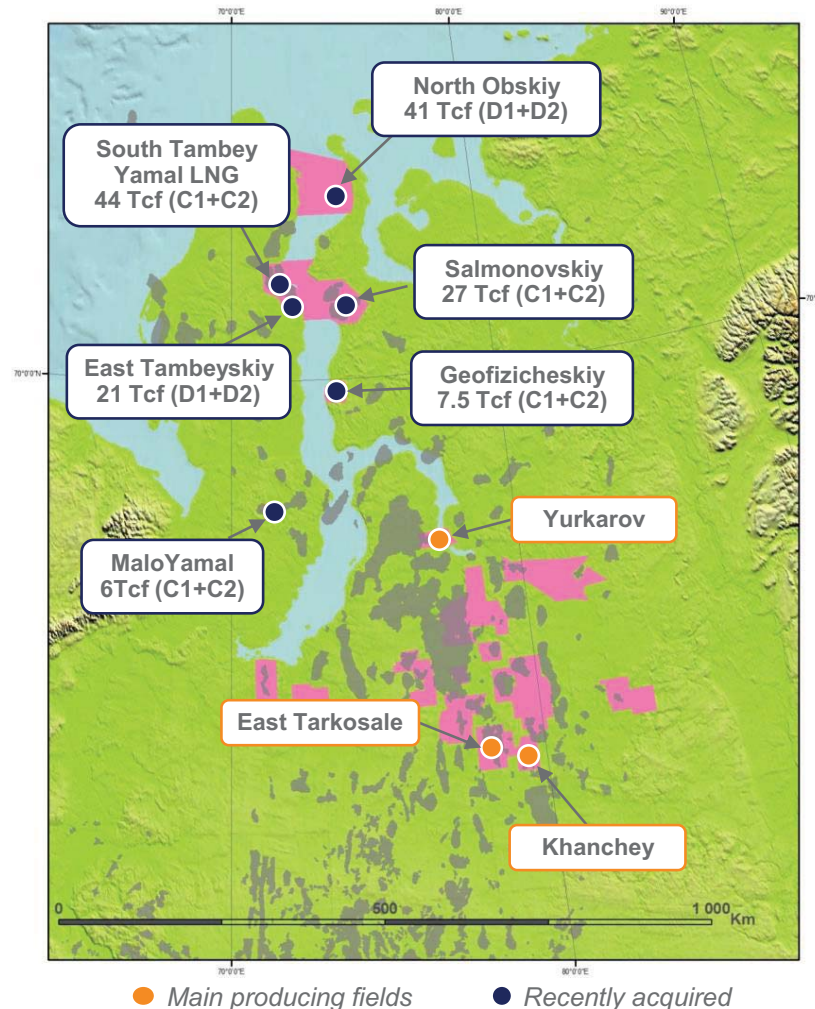 70°0'0"E
80°0'0"E
90°0'0"E
North Obskiy
41 Tcf (D1+D2)
South Tambey
Yamal LNG
44 Tcf (C1+C2)
Salmonovskiy
27 Tcf (C1+C2)
East Tambeyskiy
21 Tcf (D1+D2)
70°0'0"N
Geofizicheskiy
7.5 Tcf (C1+C2)
Yurkarov
MaloYamal
6Tcf (C1+C2)
East Tarkosale
Khanchey
0
500
1 000
Km
70°0'0"E
80°0'0"E
Main producing fields
Recently acquired